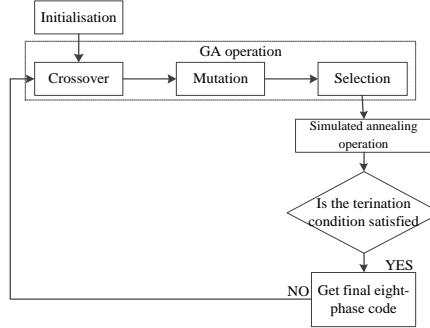 Initialisation
GA operation
Crossover
Mutation
Selection
Simulated annealing
operation
Is the terination
condition satisfied
YES
NO
Get final eight-
phase code